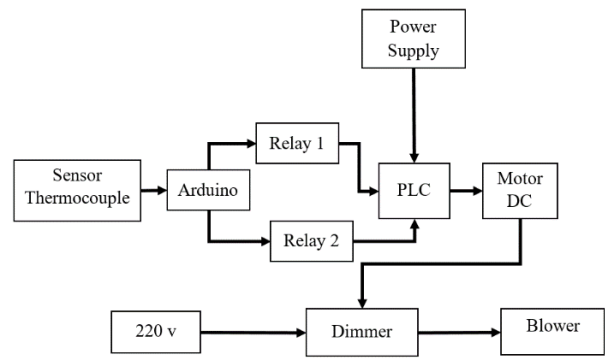 Power
Supply
Relay 1
Sensor
Thermocouple
Arduino
PLC
Motor
DC
Relay 2
220 v
Dimmer
Blower